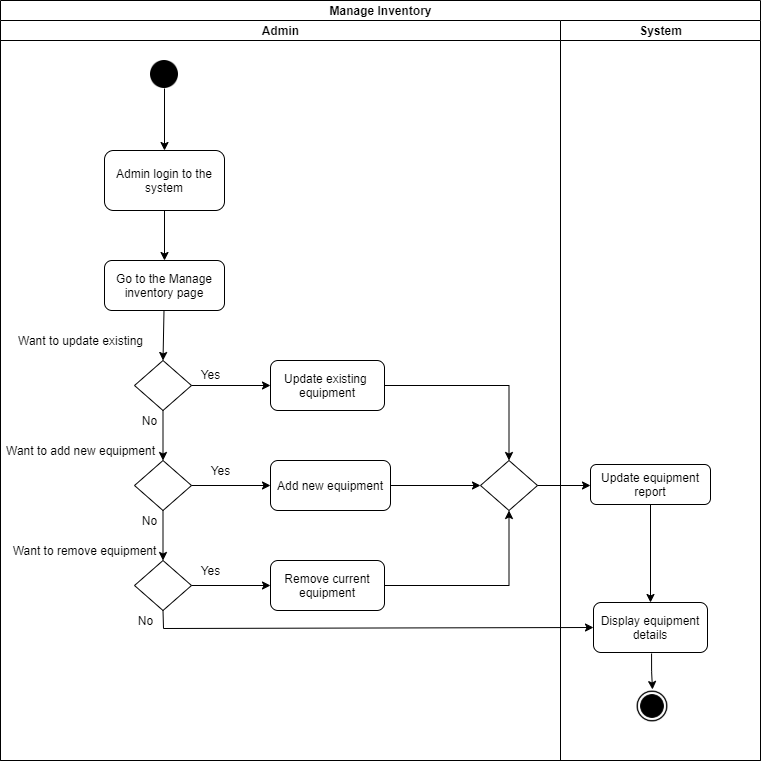 Manage Inventory
Admin
System
Admin login to the
system
Go to the Manage
inventory page
Want to update existing
Yes
Update existing
equipment
No
Want to add new equipment
Yes
Add new equipment
Update equipment
report
No
Want to remove equipment
Yes
Remove current
equipment
No
Display equipment
details